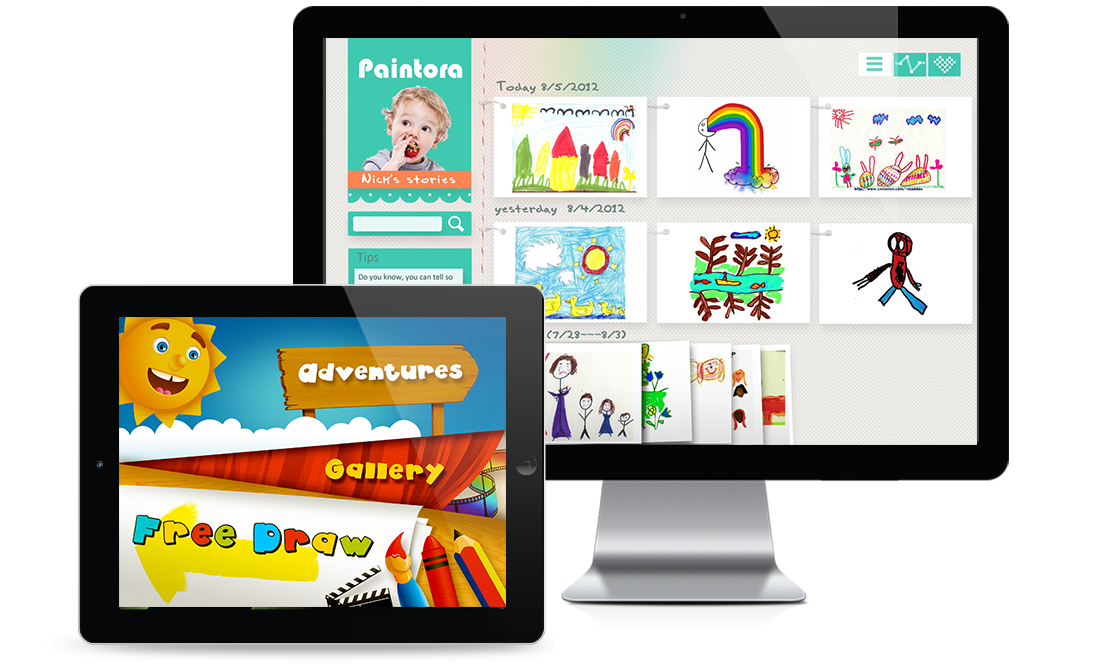 Paintora
Nick's stories
Tips
Do you know, you can tell so
Today 8/5/2012
yesterday 8/4/2012
(7/28---8/3)
Adventures
Gallery
Free Draw